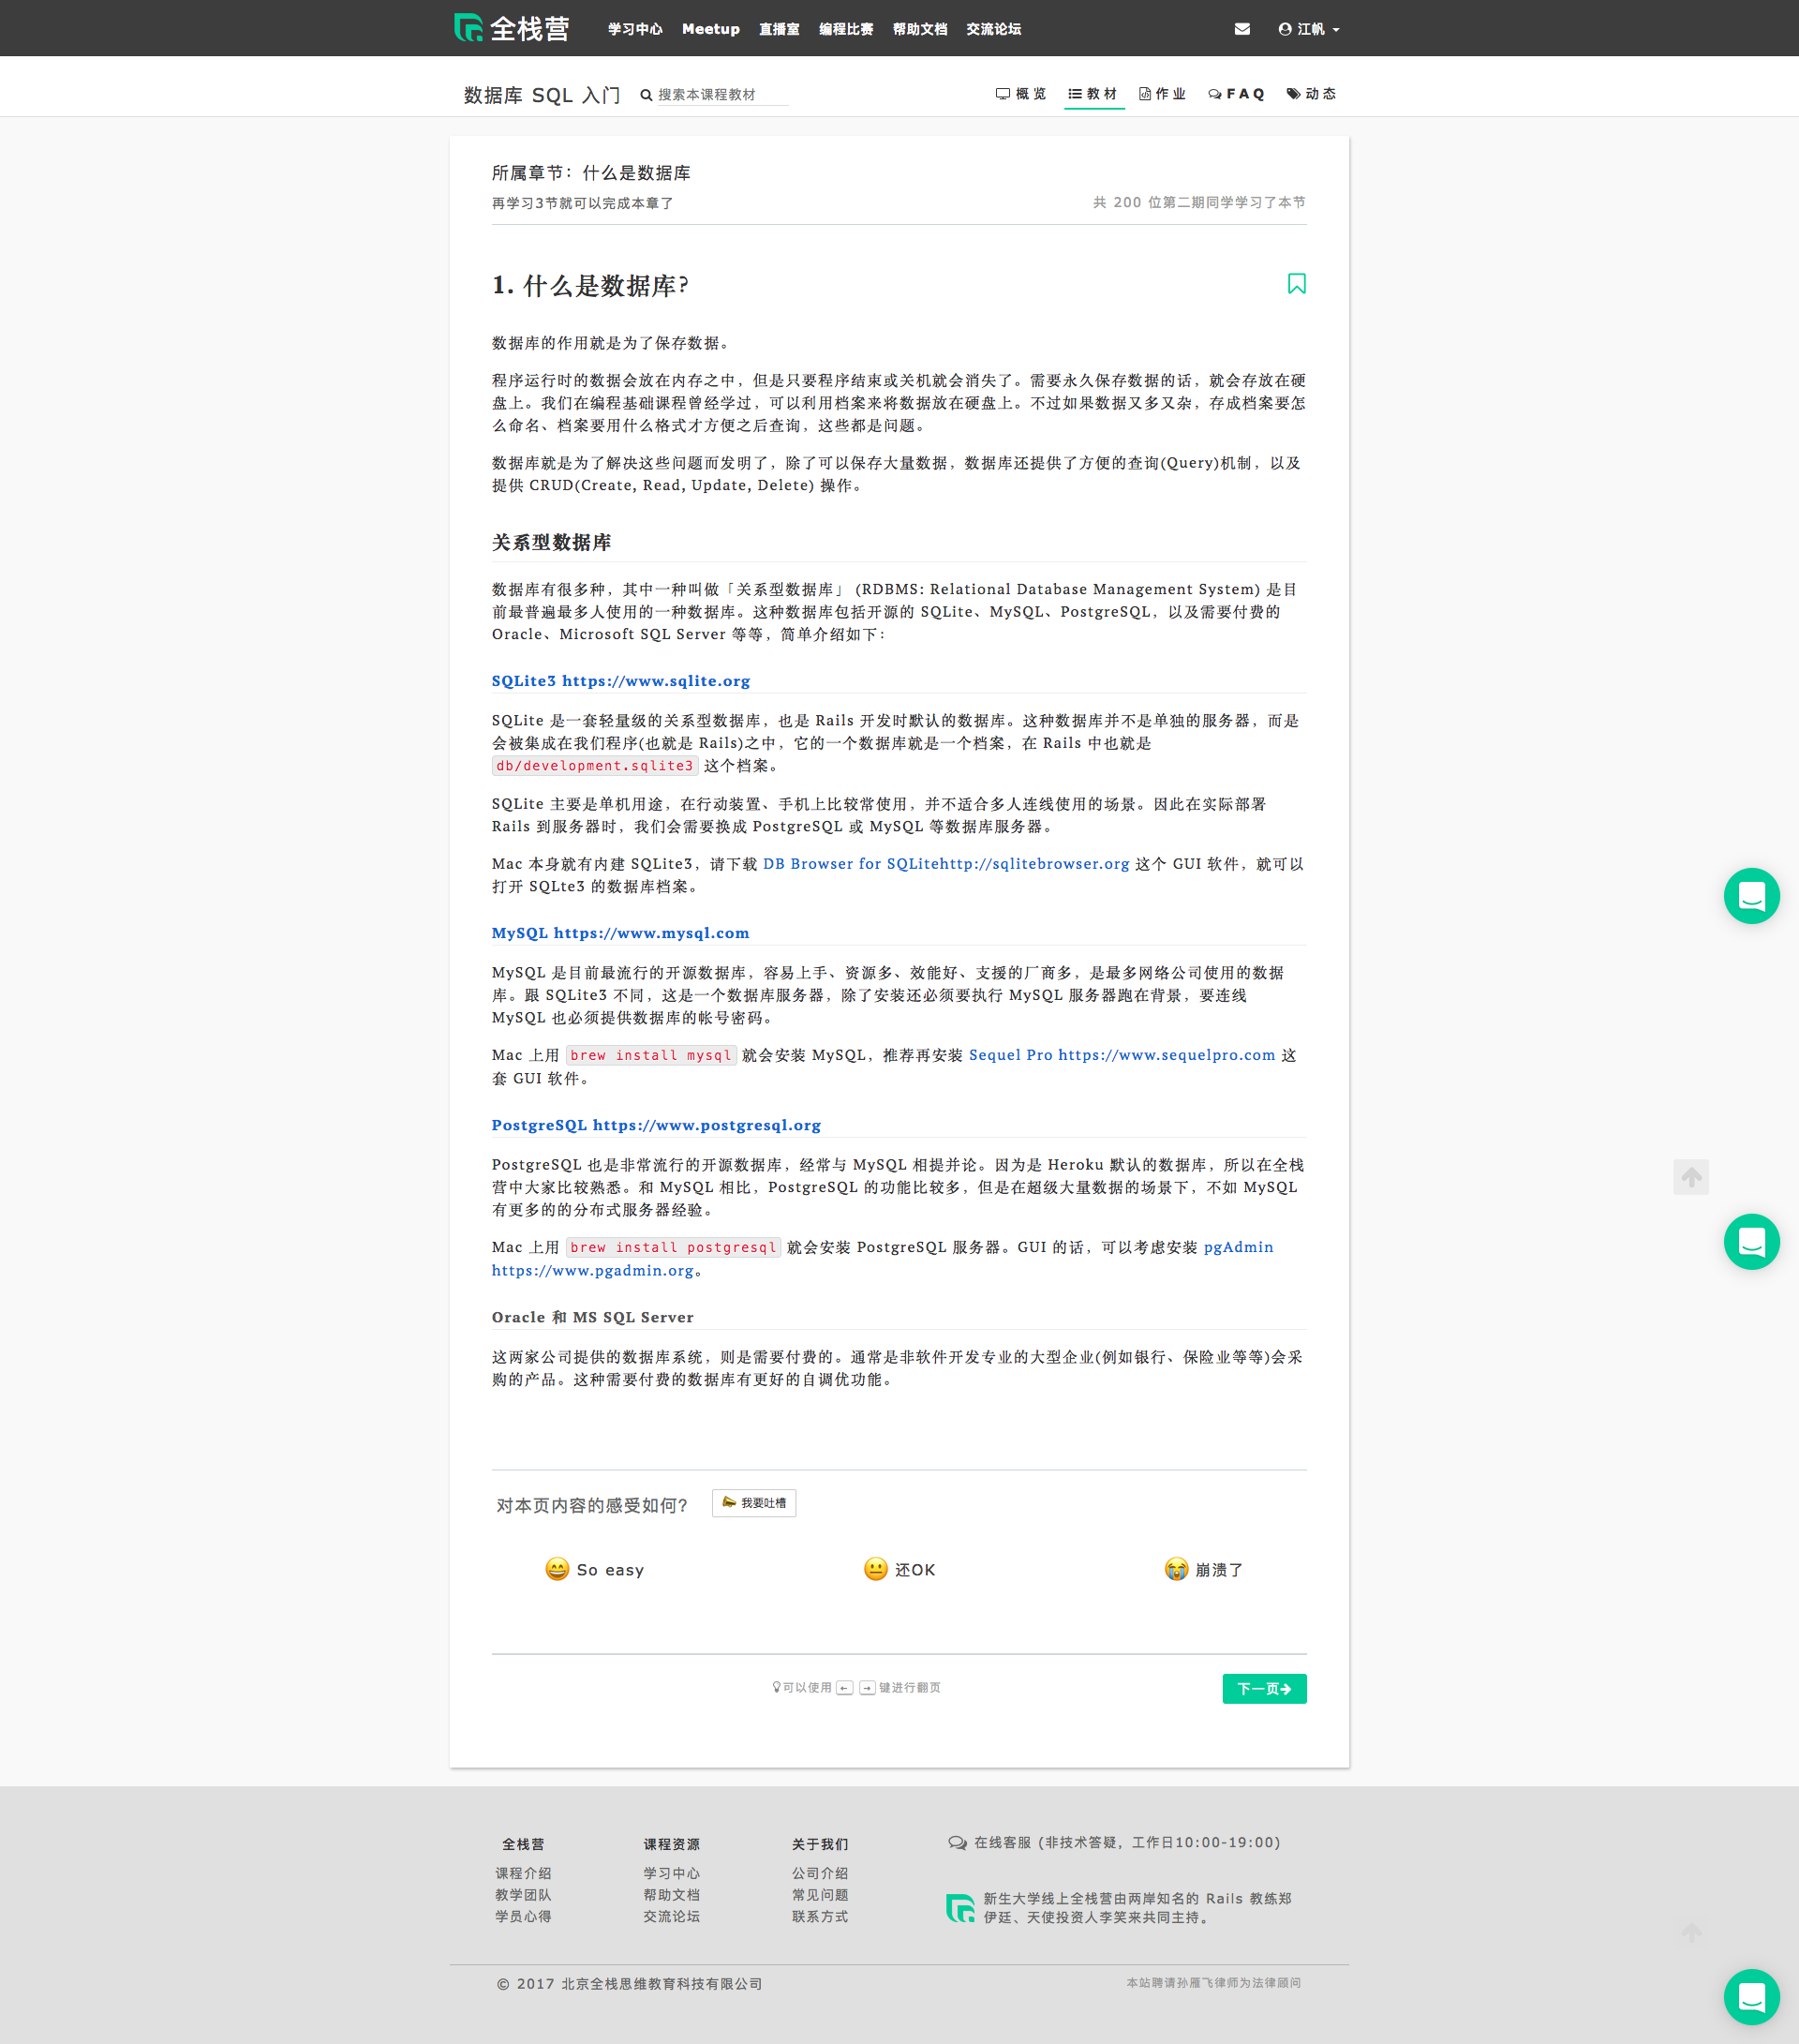 全栈营 学习中心 Meetup 直播室 编程比赛 帮助文档 交流论坛 江帆
数据库 SQL 入门 搜索本课程教材 概览 教材 作业 FAQ 动态
所属章节：什么是数据库
再学习3节就可以完成本章了 共 200 位第二期同学学习了本节
1. 什么是数据库?
数据库的作用就是为了保存数据。
程序运行时的数据会放在内存之中，但是只要程序结束或关机就会消失了。需要永久保存数据的话，就会存放在硬
盘上。我们在编程基础课程曾经学过，可以利用档案来将数据放在硬盘上。不过如果数据又多又杂，存成档案要怎
么命名、档案要用什么格式才方便之后查询，这些都是问题。
数据库就是为了解决这些问题而发明了，除了可以保存大量数据，数据库还提供了方便的查询(Query)机制，以及
提供 CRUD(Create, Read, Update, Delete) 操作。
关系型数据库
数据库有很多种，其中一种叫做「关系型数据库」 (RDBMS: Relational Database Management System) 是目
前最普遍最多人使用的一种数据库。这种数据库包括开源的 SQLite、MySQL、PostgreSQL，以及需要付费的
Oracle、Microsoft SQL Server 等等，简单介绍如下：
SQLite3 https://www.sqlite.org
SQLite 是一套轻量级的关系型数据库，也是 Rails 开发时默认的数据库。这种数据库并不是单独的服务器，而是
会被集成在我们程序(也就是 Rails)之中，它的一个数据库就是一个档案，在 Rails 中也就是
db/development.sqlite3 这个档案。
SQLite 主要是单机用途，在行动装置、手机上比较常使用，并不适合多人连线使用的场景。因此在实际部署
Rails 到服务器时，我们会需要换成 PostgreSQL 或 MySQL 等数据库服务器。
Mac 本身就有内建 SQLite3，请下载 DB Browser for SQLitehttp://sqlitebrowser.org 这个 GUI 软件，就可以
打开 SQLte3 的数据库档案。
MySQL https://www.mysql.com
MySQL 是目前最流行的开源数据库，容易上手、资源多、效能好、支援的厂商多，是最多网络公司使用的数据
库。跟 SQLite3 不同，这是一个数据库服务器，除了安装还必须要执行 MySQL 服务器跑在背景，要连线
MySQL 也必须提供数据库的帐号密码。
Mac 上用 brew install mysql 就会安装 MySQL，推荐再安装 Sequel Pro https://www.sequelpro.com 这
套 GUI 软件。
PostgreSQL https://www.postgresql.org
PostgreSQL 也是非常流行的开源数据库，经常与 MySQL 相提并论。因为是 Heroku 默认的数据库，所以在全栈
营中大家比较熟悉。和 MySQL 相比，PostgreSQL 的功能比较多，但是在超级大量数据的场景下，不如 MySQL
有更多的的分布式服务器经验。
Mac 上用 brew install postgresql 就会安装 PostgreSQL 服务器。GUI 的话，可以考虑安装 pgAdmin
https://www.pgadmin.org。
Oracle 和 MS SQL Server
这两家公司提供的数据库系统，则是需要付费的。通常是非软件开发专业的大型企业(例如银行、保险业等等)会采
购的产品。这种需要付费的数据库有更好的自调优功能。
对本页内容的感受如何? 我要吐槽
So easy 还OK 崩溃了
可以使用 ← → 键进行翻页 下一页
全栈营 课程资源 关于我们 在线客服 (非技术答疑，工作日10:00-19:00)
课程介绍 学习中心 公司介绍
教学团队 帮助文档 常见问题 新生大学线上全栈营由两岸知名的 Rails 教练郑
学员心得 交流论坛 联系方式 伊廷、天使投资人李笑来共同主持。
© 2017 北京全栈思维教育科技有限公司 本站聘请孙雁飞律师为法律顾问